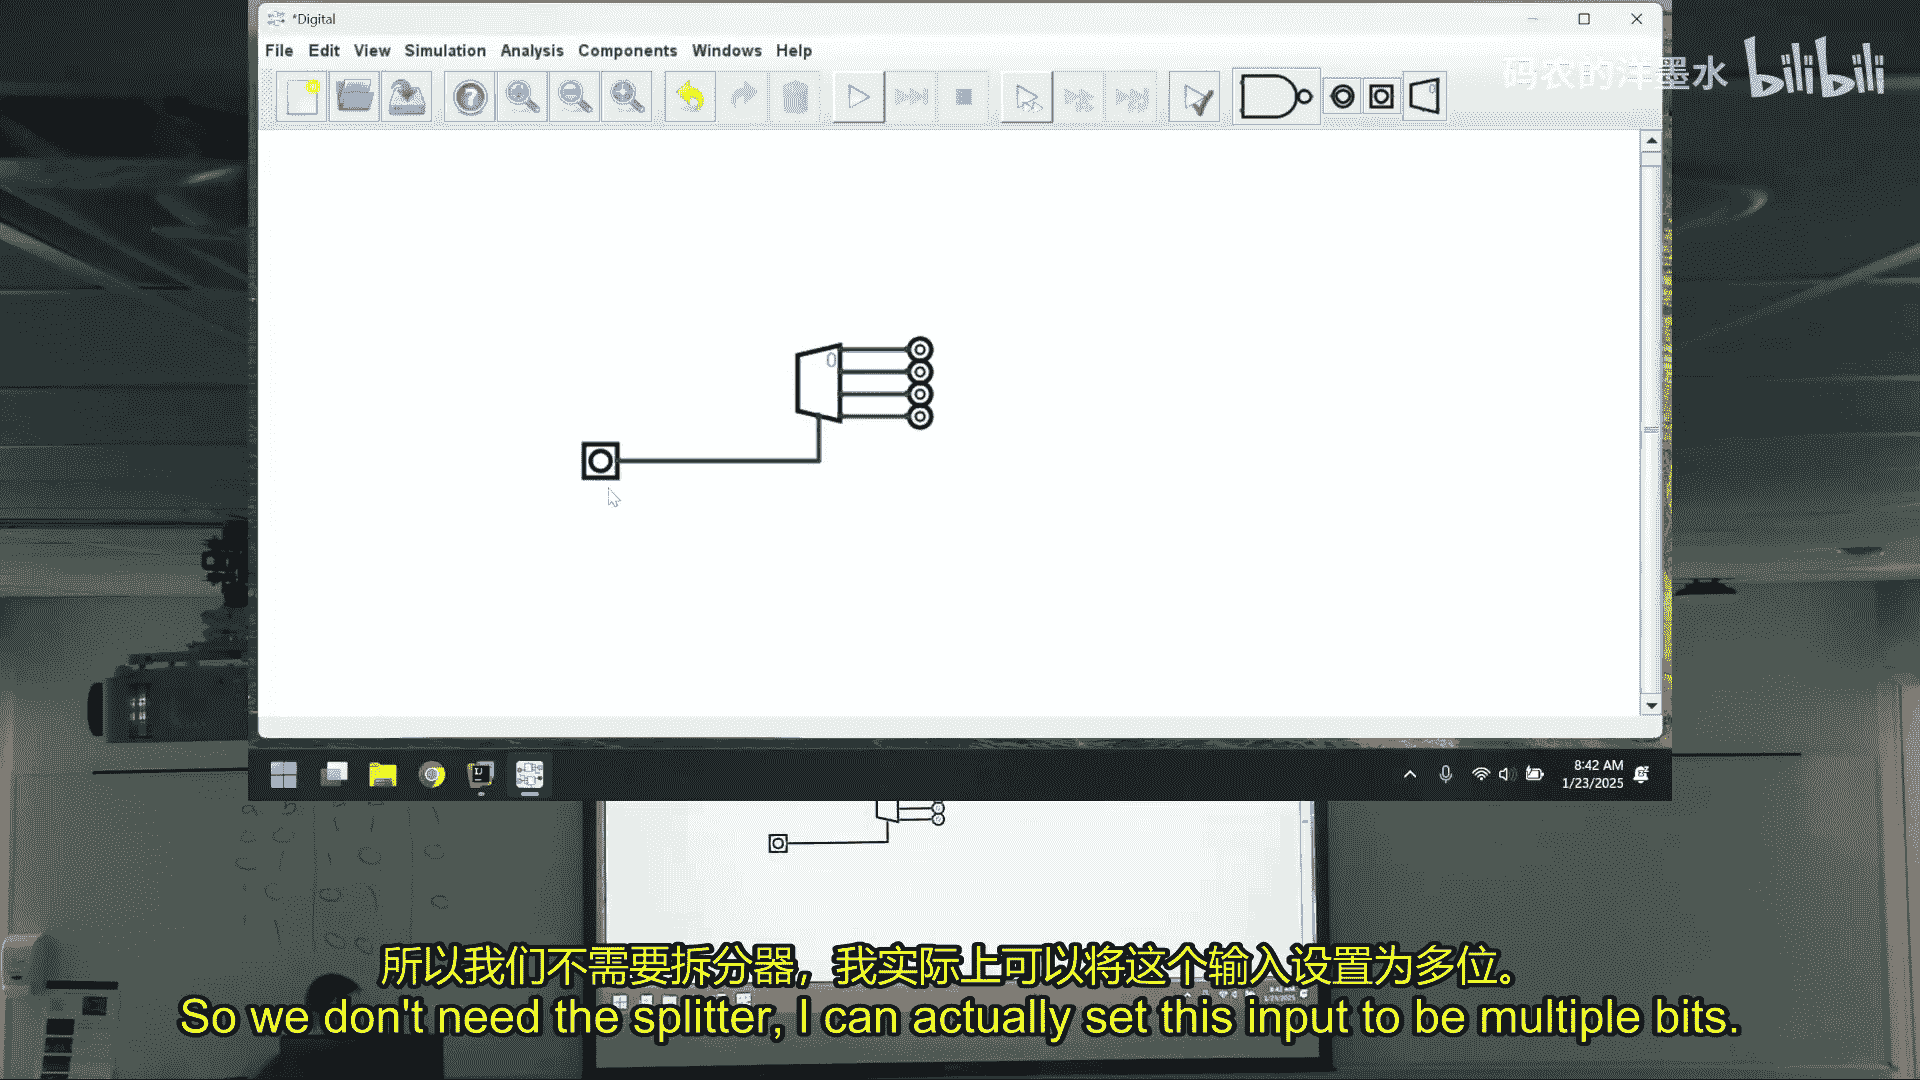 *Digital
File Edit View Simulation Analysis Components Windows Help
码农的洋墨水 bilibili
0
0
8:42 AM
1/23/2025
所以我们不需要拆分器，我实际上可以将这个输入设置为多位。
So we don't need the splitter, I can actually set this input to be multiple bits.